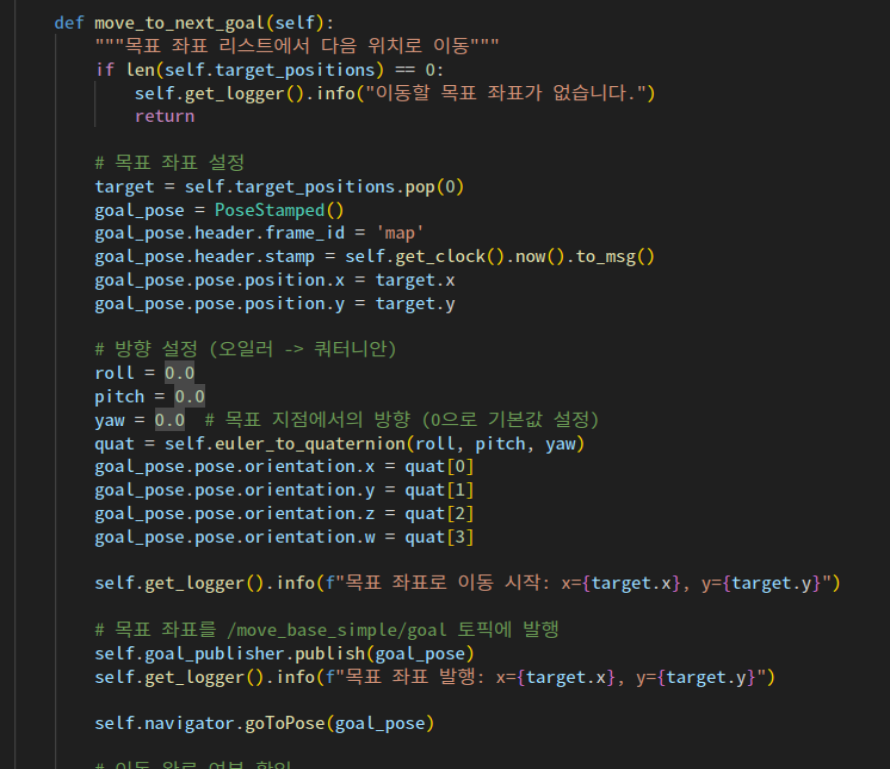 def move_to_next_goal(self):
"""목표 좌표 리스트에서 다음 위치로 이동"""
if len(self.target_positions) == 0:
self.get_logger().info("이동할 목표 좌표가 없습니다.")
return
# 목표 좌표 설정
target = self.target_positions.pop(0)
goal_pose = PoseStamped()
goal_pose.header.frame_id = 'map'
goal_pose.header.stamp = self.get_clock().now().to_msg()
goal_pose.pose.position.x = target.x
goal_pose.pose.position.y = target.y
# 방향 설정 (오일러 -> 쿼터니안)
roll = 0.0
pitch = 0.0
yaw = 0.0  # 목표 지점에서의 방향 (0으로 기본값 설정)
quat = self.euler_to_quaternion(roll, pitch, yaw)
goal_pose.pose.orientation.x = quat[0]
goal_pose.pose.orientation.y = quat[1]
goal_pose.pose.orientation.z = quat[2]
goal_pose.pose.orientation.w = quat[3]
self.get_logger().info(f"목표 좌표로 이동 시작: x={target.x}, y={target.y}")
# 목표 좌표를 /move_base_simple/goal 토픽에 발행
self.goal_publisher.publish(goal_pose)
self.get_logger().info(f"목표 좌표 발행: x={target.x}, y={target.y}")
self.navigator.goToPose(goal_pose)
# 이동 완료 여부 확인